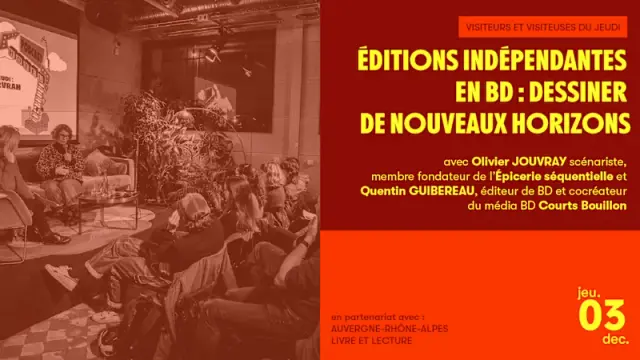 VISITEURS ET VISITEUSES DU JEUDI
ÉDITIONS INDÉPENDANTES
EN BD : DESSINER
DE NOUVEAUX HORIZONS
avec Olivier JOUVRAY scénariste,
membre fondateur de l'Épicerie séquentielle et
Quentin GUIBEREAU, éditeur de BD et cocréateur
du média BD Courts Bouillon
jeu.
03
dec.
en partenariat avec :
AUVERGNE-RHÔNE-ALPES
LIVRE ET LECTURE